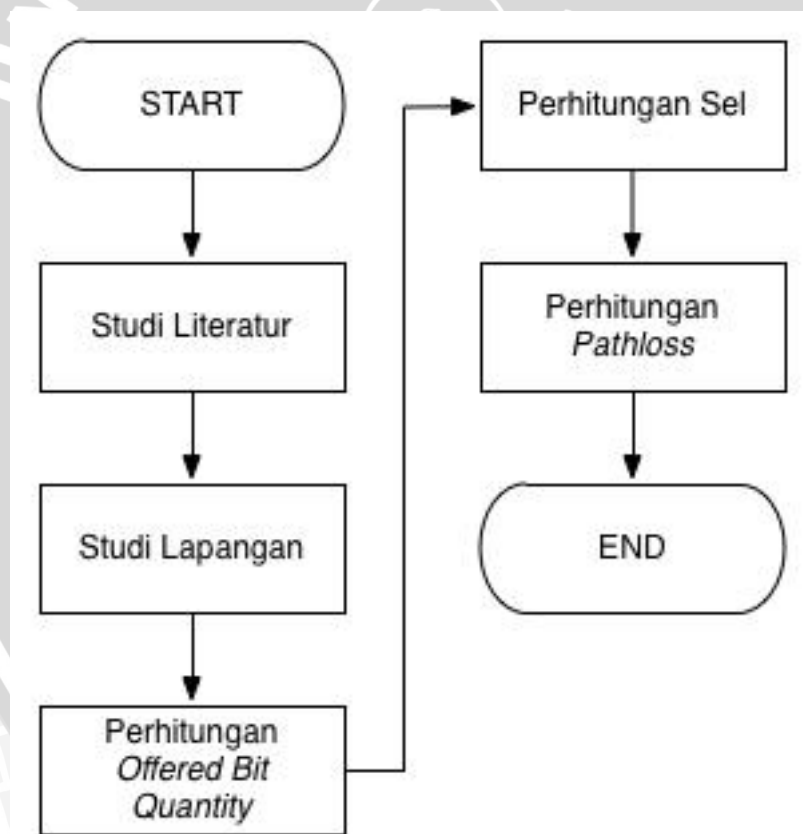 START
Studi Literatur
Studi Lapangan
Perhitungan
Offered Bit
Quantity
Perhitungan Sel
Perhitungan
Pathloss
END